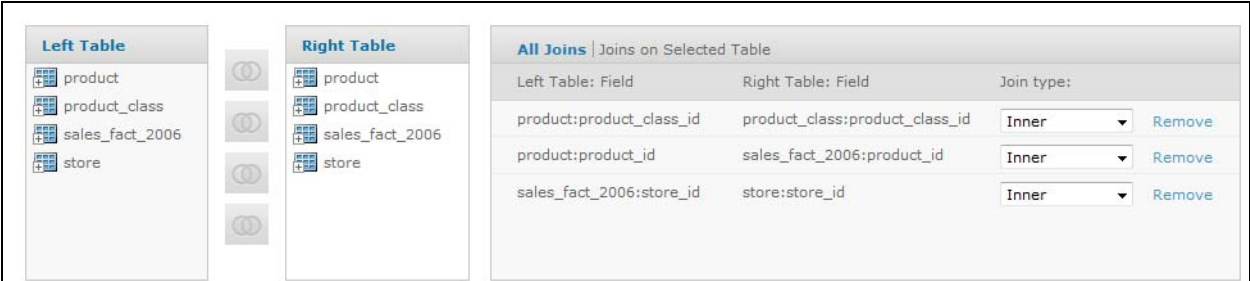 Left Table
product
product_class
sales_fact_2006
store
Right Table
product
product_class
sales_fact_2006
store
All Joins | Joins on Selected Table
Left Table: Field Right Table: Field Join type:
product:product_class_id product_class:product_class_id Inner Remove
product:product_id sales_fact_2006:product_id Inner Remove
sales_fact_2006:store_id store:store_id Inner Remove